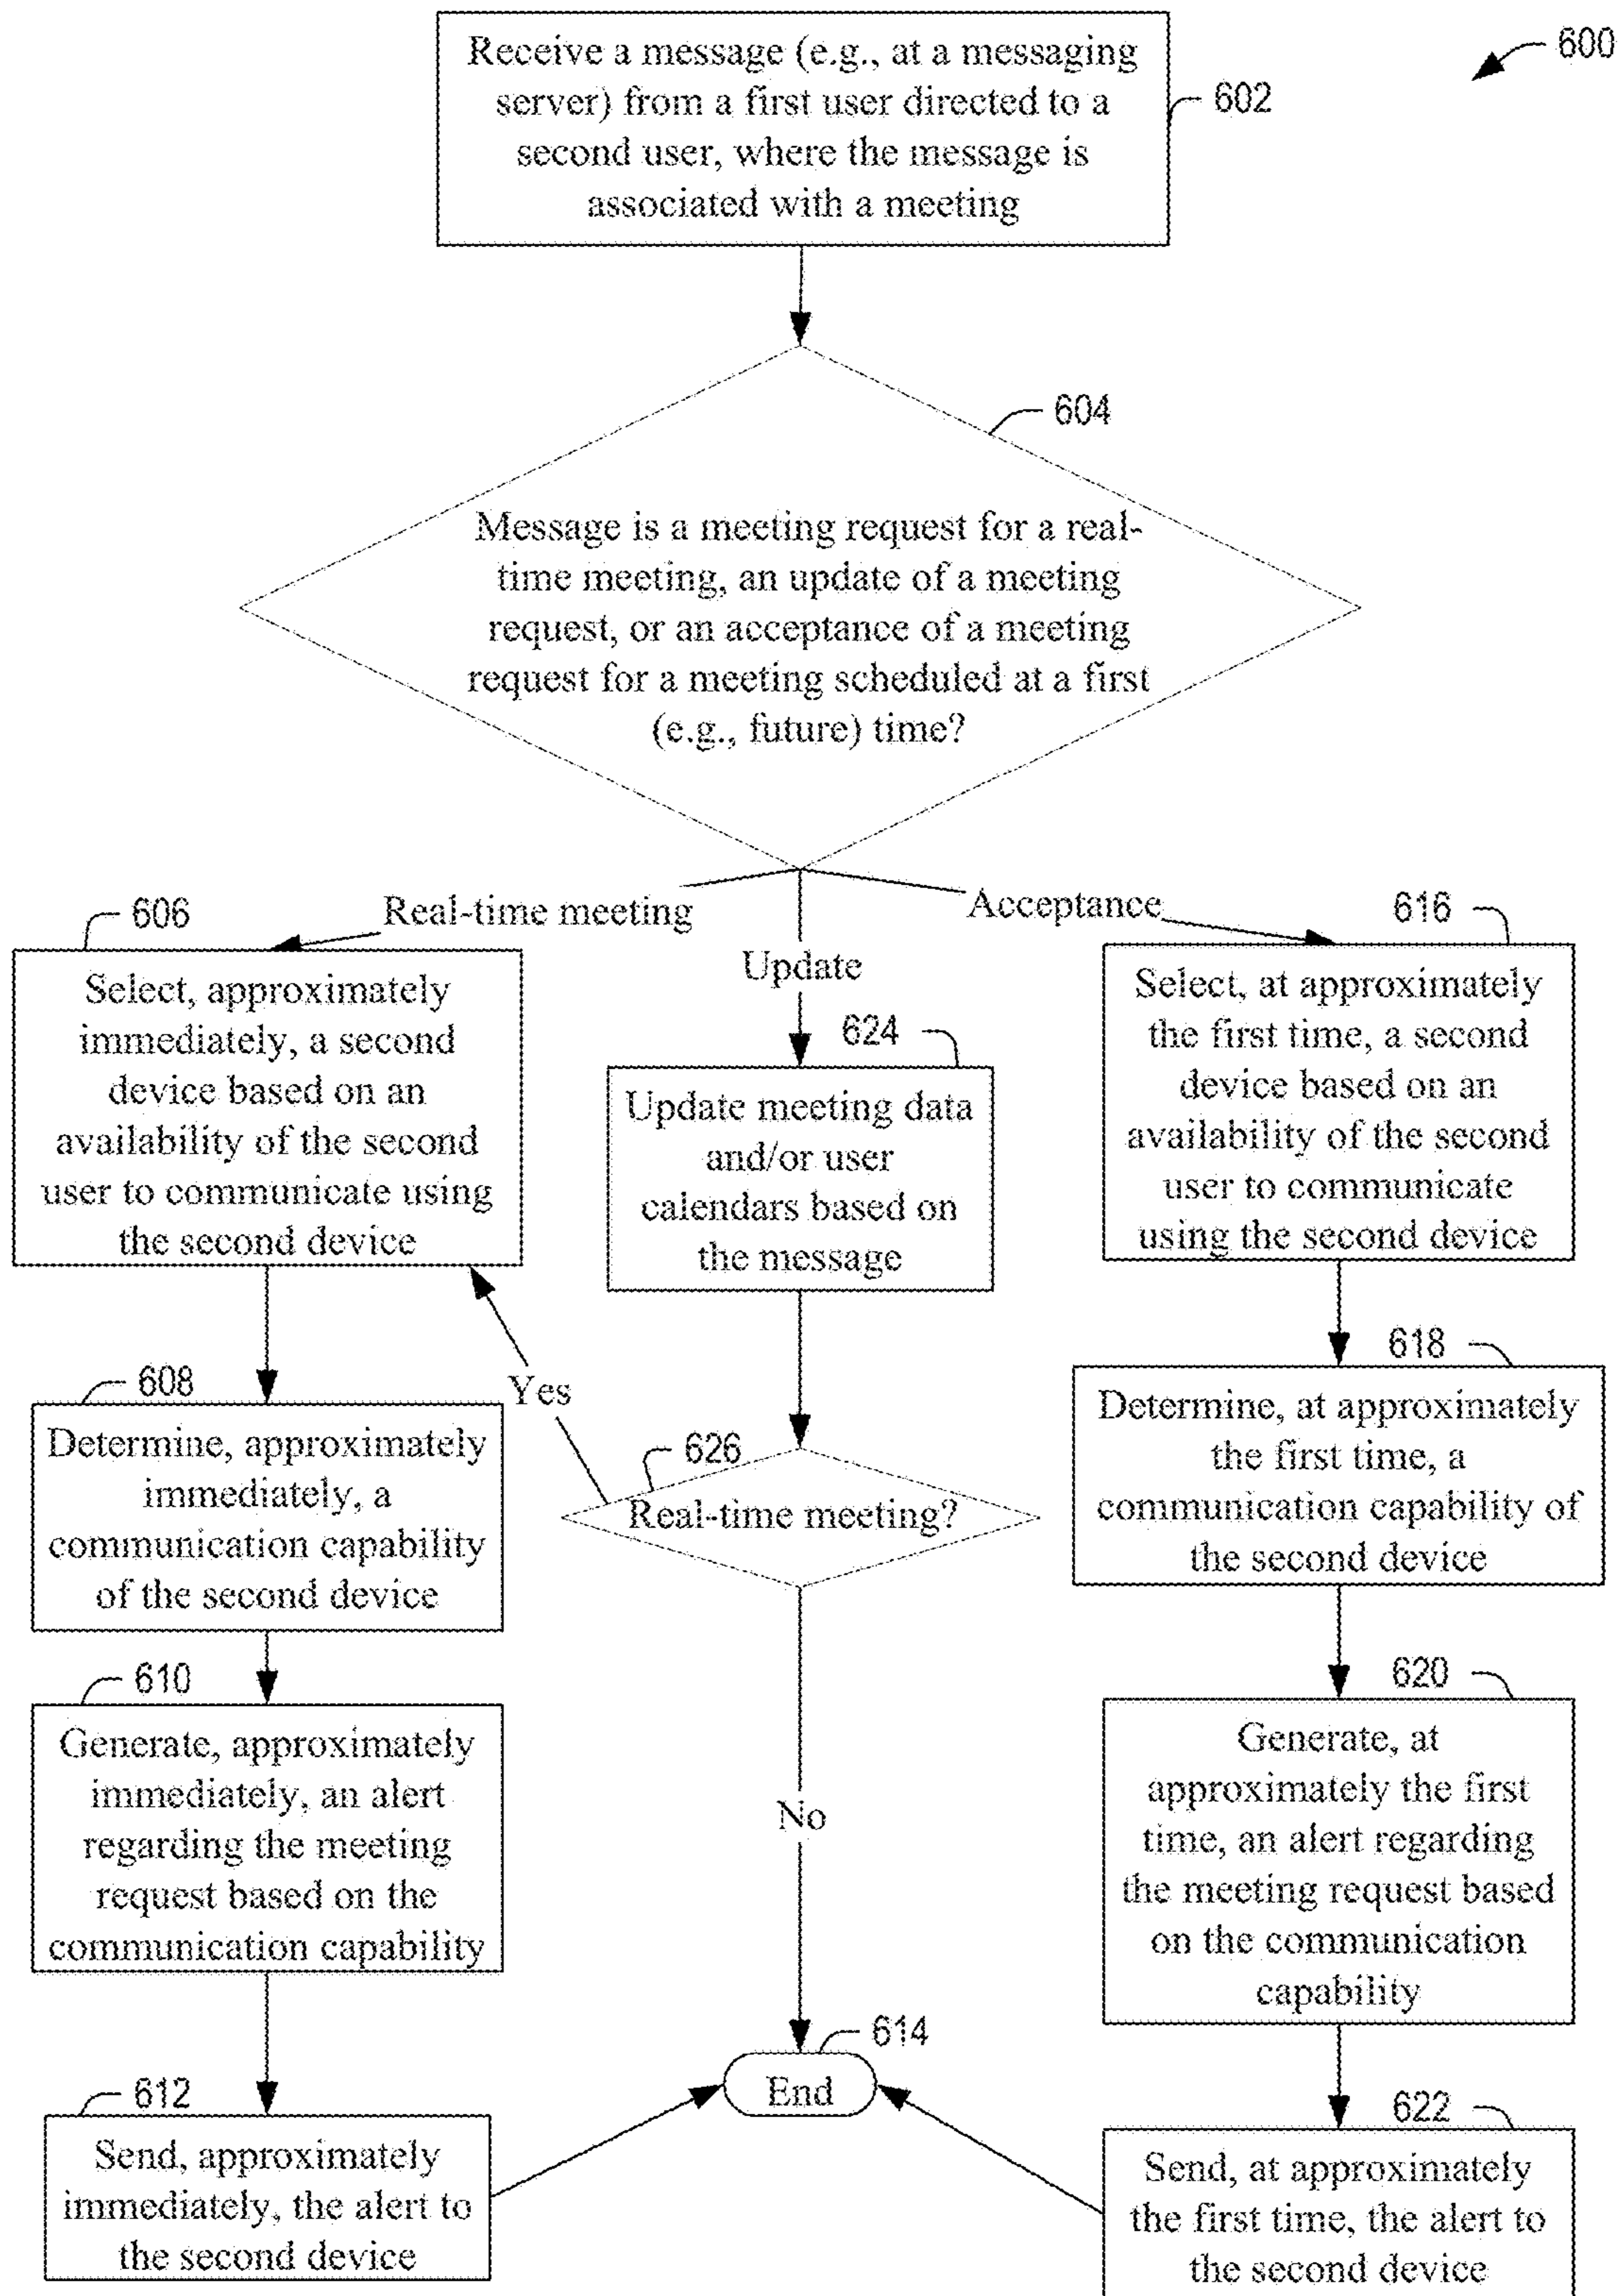 600
Receive a message (e.g., at a messaging
server) from a first user directed to a
second user, where the message is
associated with a meeting
602
604
Message is a meeting request for a real-
time meeting, an update of a meeting
request, or an acceptance of a meeting
request for a meeting scheduled at a first
(e.g., future) time?
Real-time meeting
Update
Acceptance
606
Select, approximately
immediately, a second
device based on an
availability of the second
user to communicate using
the second device
624
Update meeting data
and/or user
calendars based on
the message
616
Select, at approximately
the first time, a second
device based on an
availability of the second
user to communicate
using the second device
608
Determine, approximately
immediately, a
communication capability
of the second device
Yes
626
Real-time meeting?
618
Determine, at approximately
the first time, a
communication capability of
the second device
610
Generate, approximately
immediately, an alert
regarding the meeting
request based on the
communication capability
No
620
Generate, at
approximately the first
time, an alert regarding
the meeting request based
on the communication
capability
612
Send, approximately
immediately, the alert to
the second device
614
End
622
Send, at approximately
the first time, the alert to
the second device